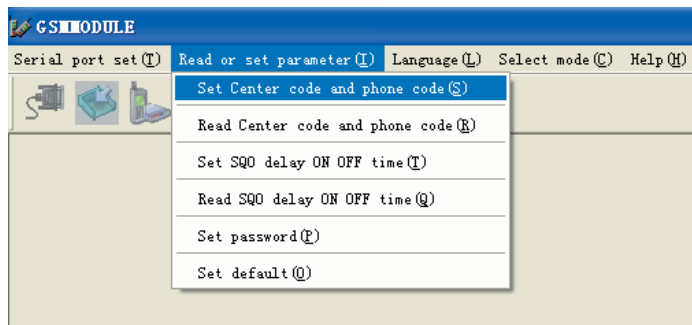 GSMMODULE
Serial port set(T) Read or set parameter(I) Language(L) Select mode(C) Help(H)
Set Center code and phone code(S)
Read Center code and phone code(R)
Set SQO delay ON OFF time(T)
Read SQO delay ON OFF time(Q)
Set password(P)
Set default(O)